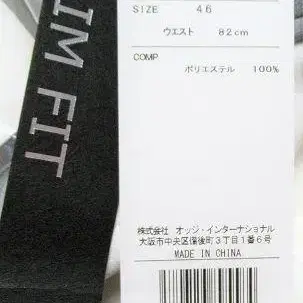 IM FIT
SIZE 46
ウエスト 82cm
COMP
ポリエステル 100%
株式会社 オッジ・インターナショナル
大阪市中央区備後町3丁目1番6号
MADE IN CHINA